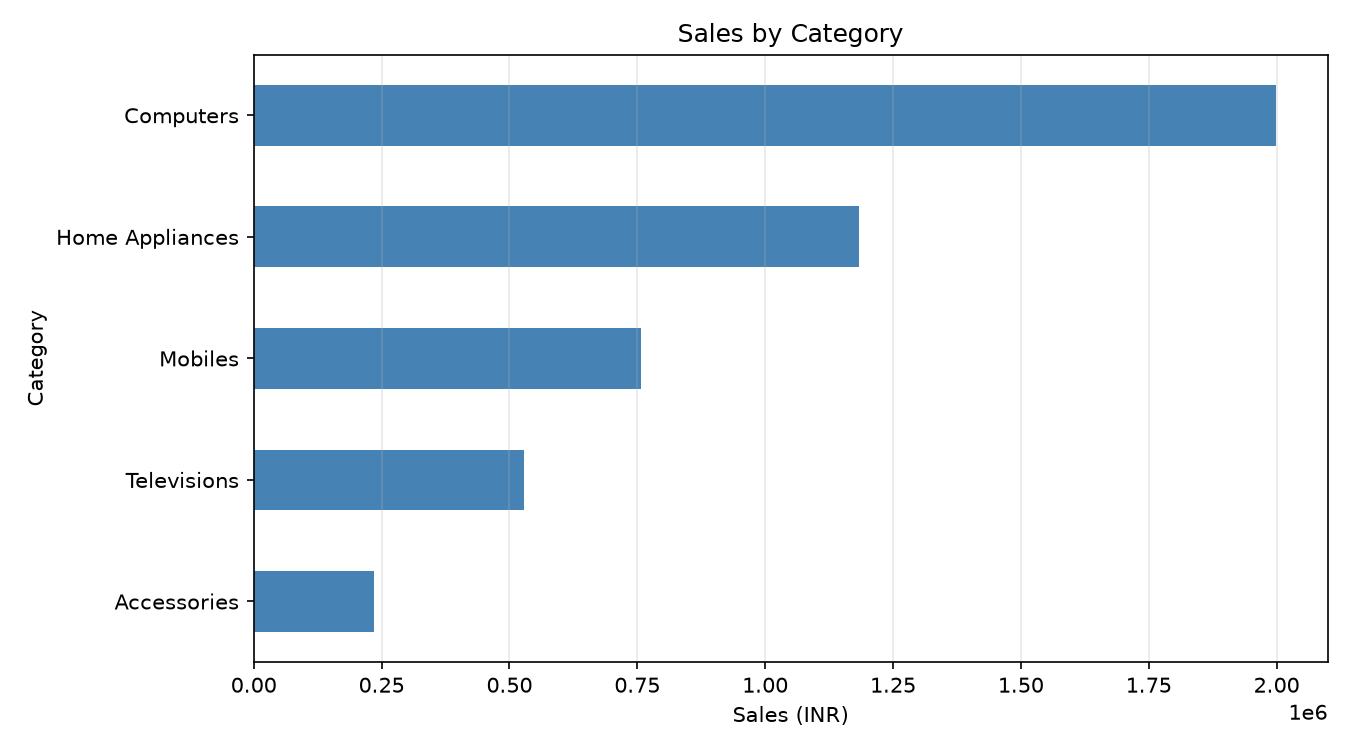 Sales by Category
Computers
Home Appliances
Mobiles
Televisions
Accessories
Category
0.00 0.25 0.50 0.75 1.00 1.25 1.50 1.75 2.00
1e6
Sales (INR)